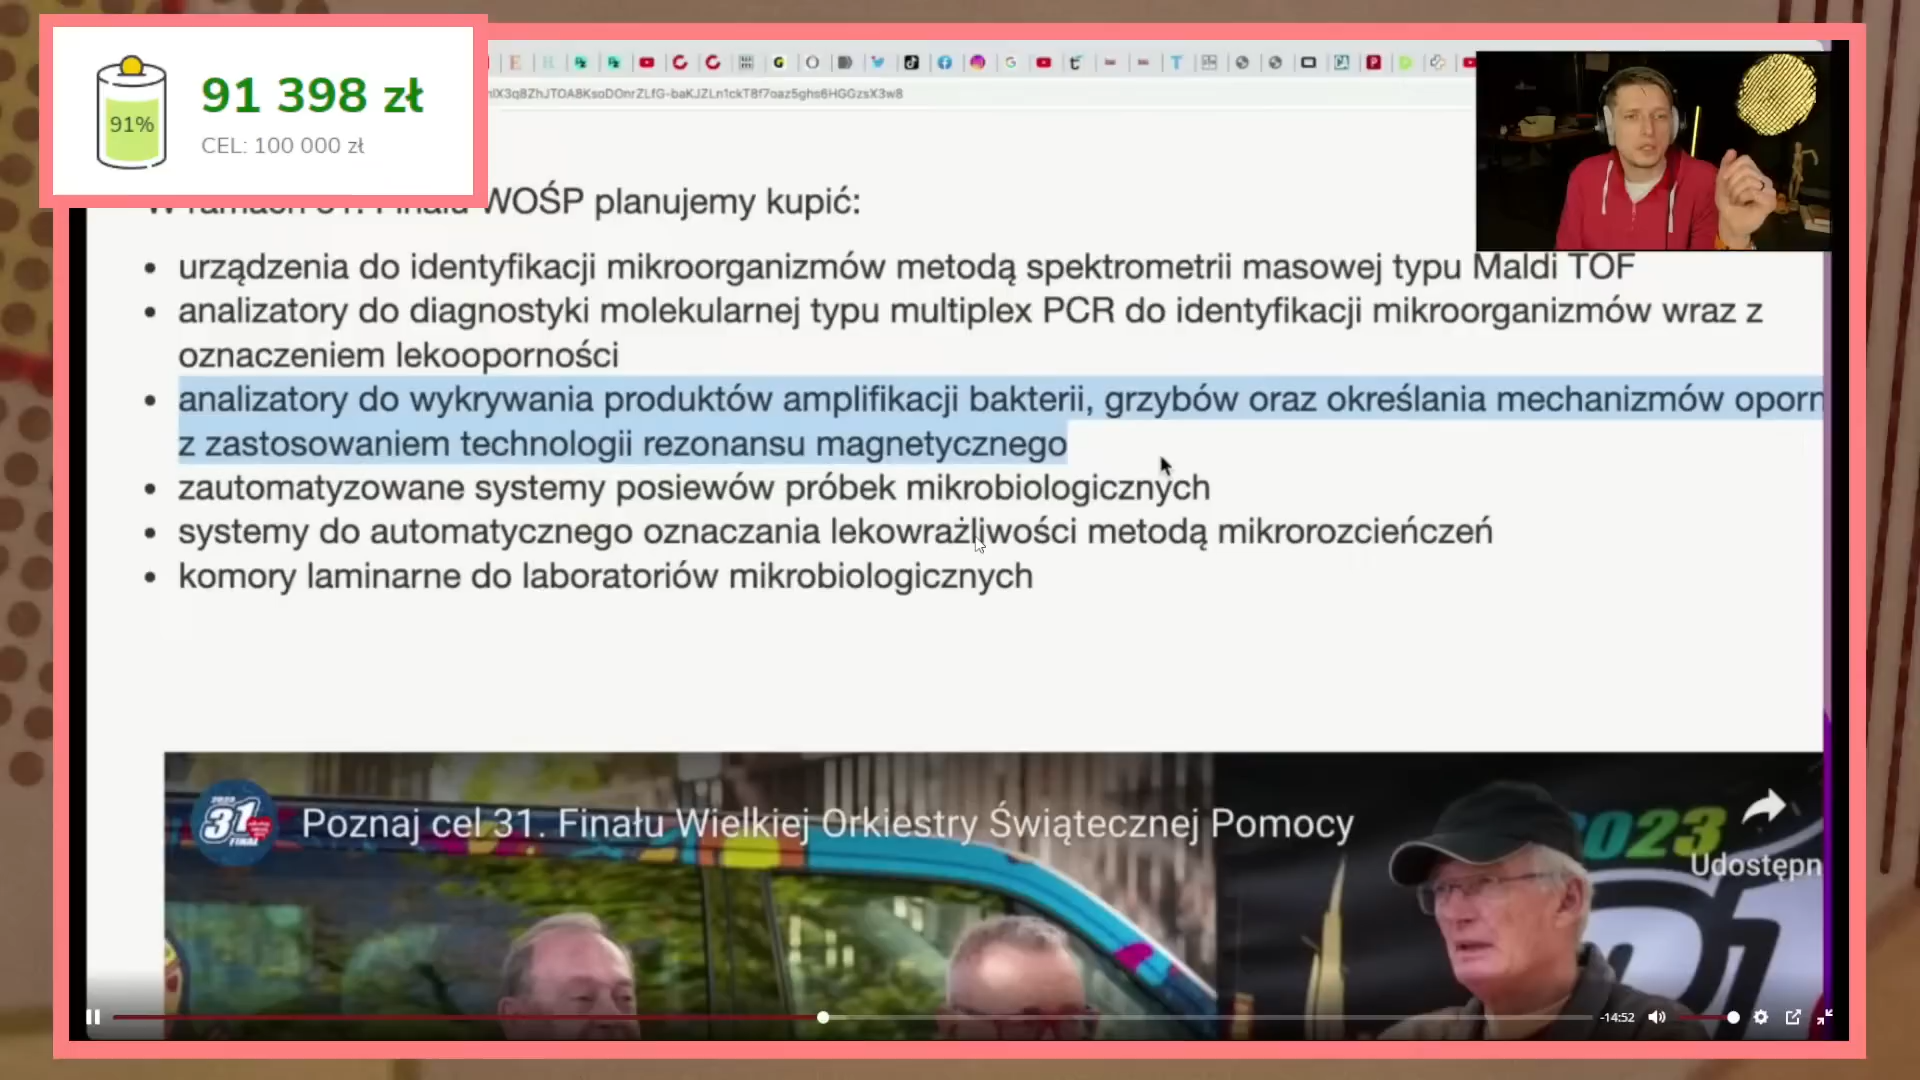 91%
91 398 zł
CEL: 100 000 zł
WOŚP planujemy kupić:
urządzenia do identyfikacji mikroorganizmów metodą spektrometrii masowej typu Maldi TOF
analizatory do diagnostyki molekularnej typu multiplex PCR do identyfikacji mikroorganizmów wraz z
oznaczeniem lekooporności
analizatory do wykrywania produktów amplifikacji bakterii, grzybów oraz określania mechanizmów oporn
z zastosowaniem technologii rezonansu magnetycznego
zautomatyzowane systemy posiewów próbek mikrobiologicznych
systemy do automatycznego oznaczania lekowrażliwości metodą mikrorozcieńczeń
komory laminarne do laboratoriów mikrobiologicznych
31 FINAŁ
Poznaj cel 31. Finału Wielkiej Orkiestry Świątecznej Pomocy
2023
Udostępn
-14:52